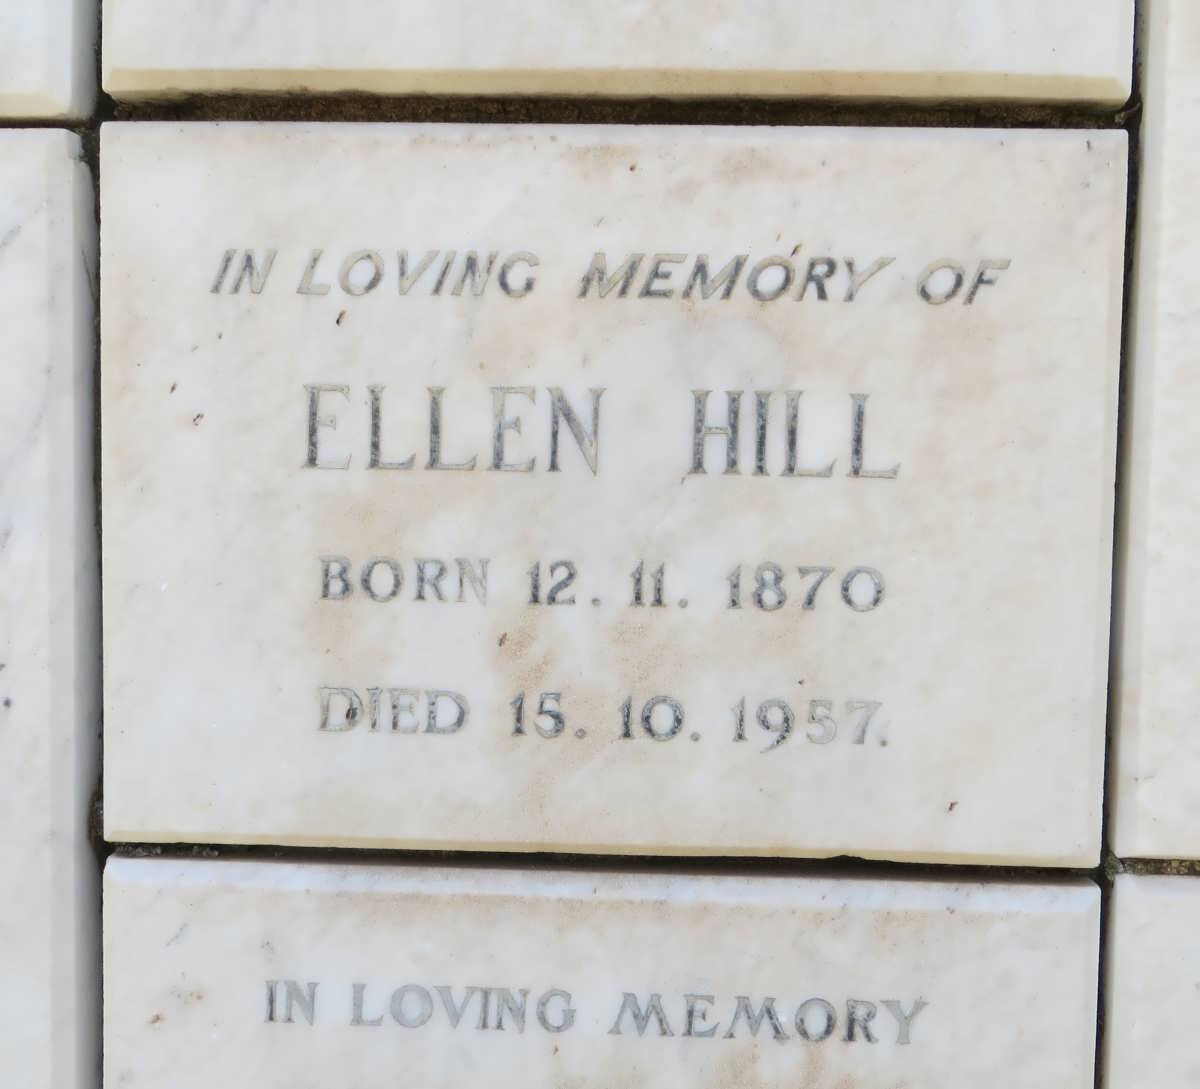 IN LOVING MEMORY OF
ELLEN HILL
BORN 12. 11. 1870
DIED 15. 10. 1957.
IN LOVING MEMORY